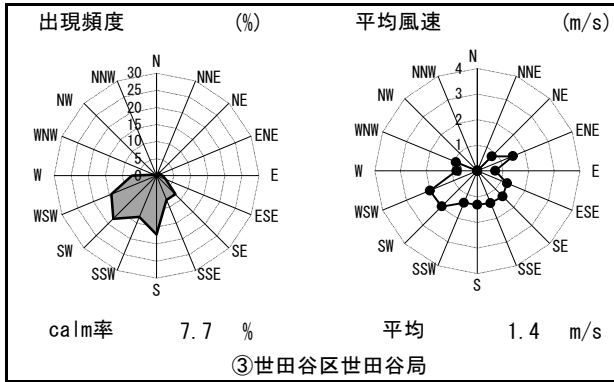 出現頻度 (%) 平均風速 (m/s)
N N
NNW NNE NNW NNE
NW NE NW NE
WNW ENE WNW ENE
W E W E
WSW ESE WSW ESE
SW SE SW SE
SSW SSE SSW SSE
S S
30 4
25 3
20 2
15 1
10 0
5
0
calm率 7.7 % 平均 1.4 m/s
③世田谷区世田谷局